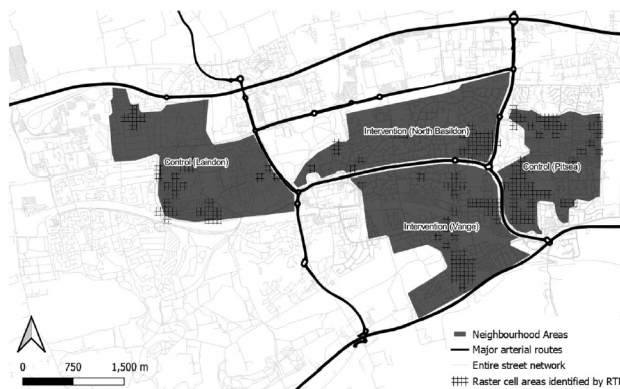 Intervention (North Basildon)
Control (Laindon)
Control (Pitsea)
Intervention (Vange)
Neighbourhood Areas
Major arterial routes
Entire street network
Raster cell areas identified by RTM
0 750 1,500 m